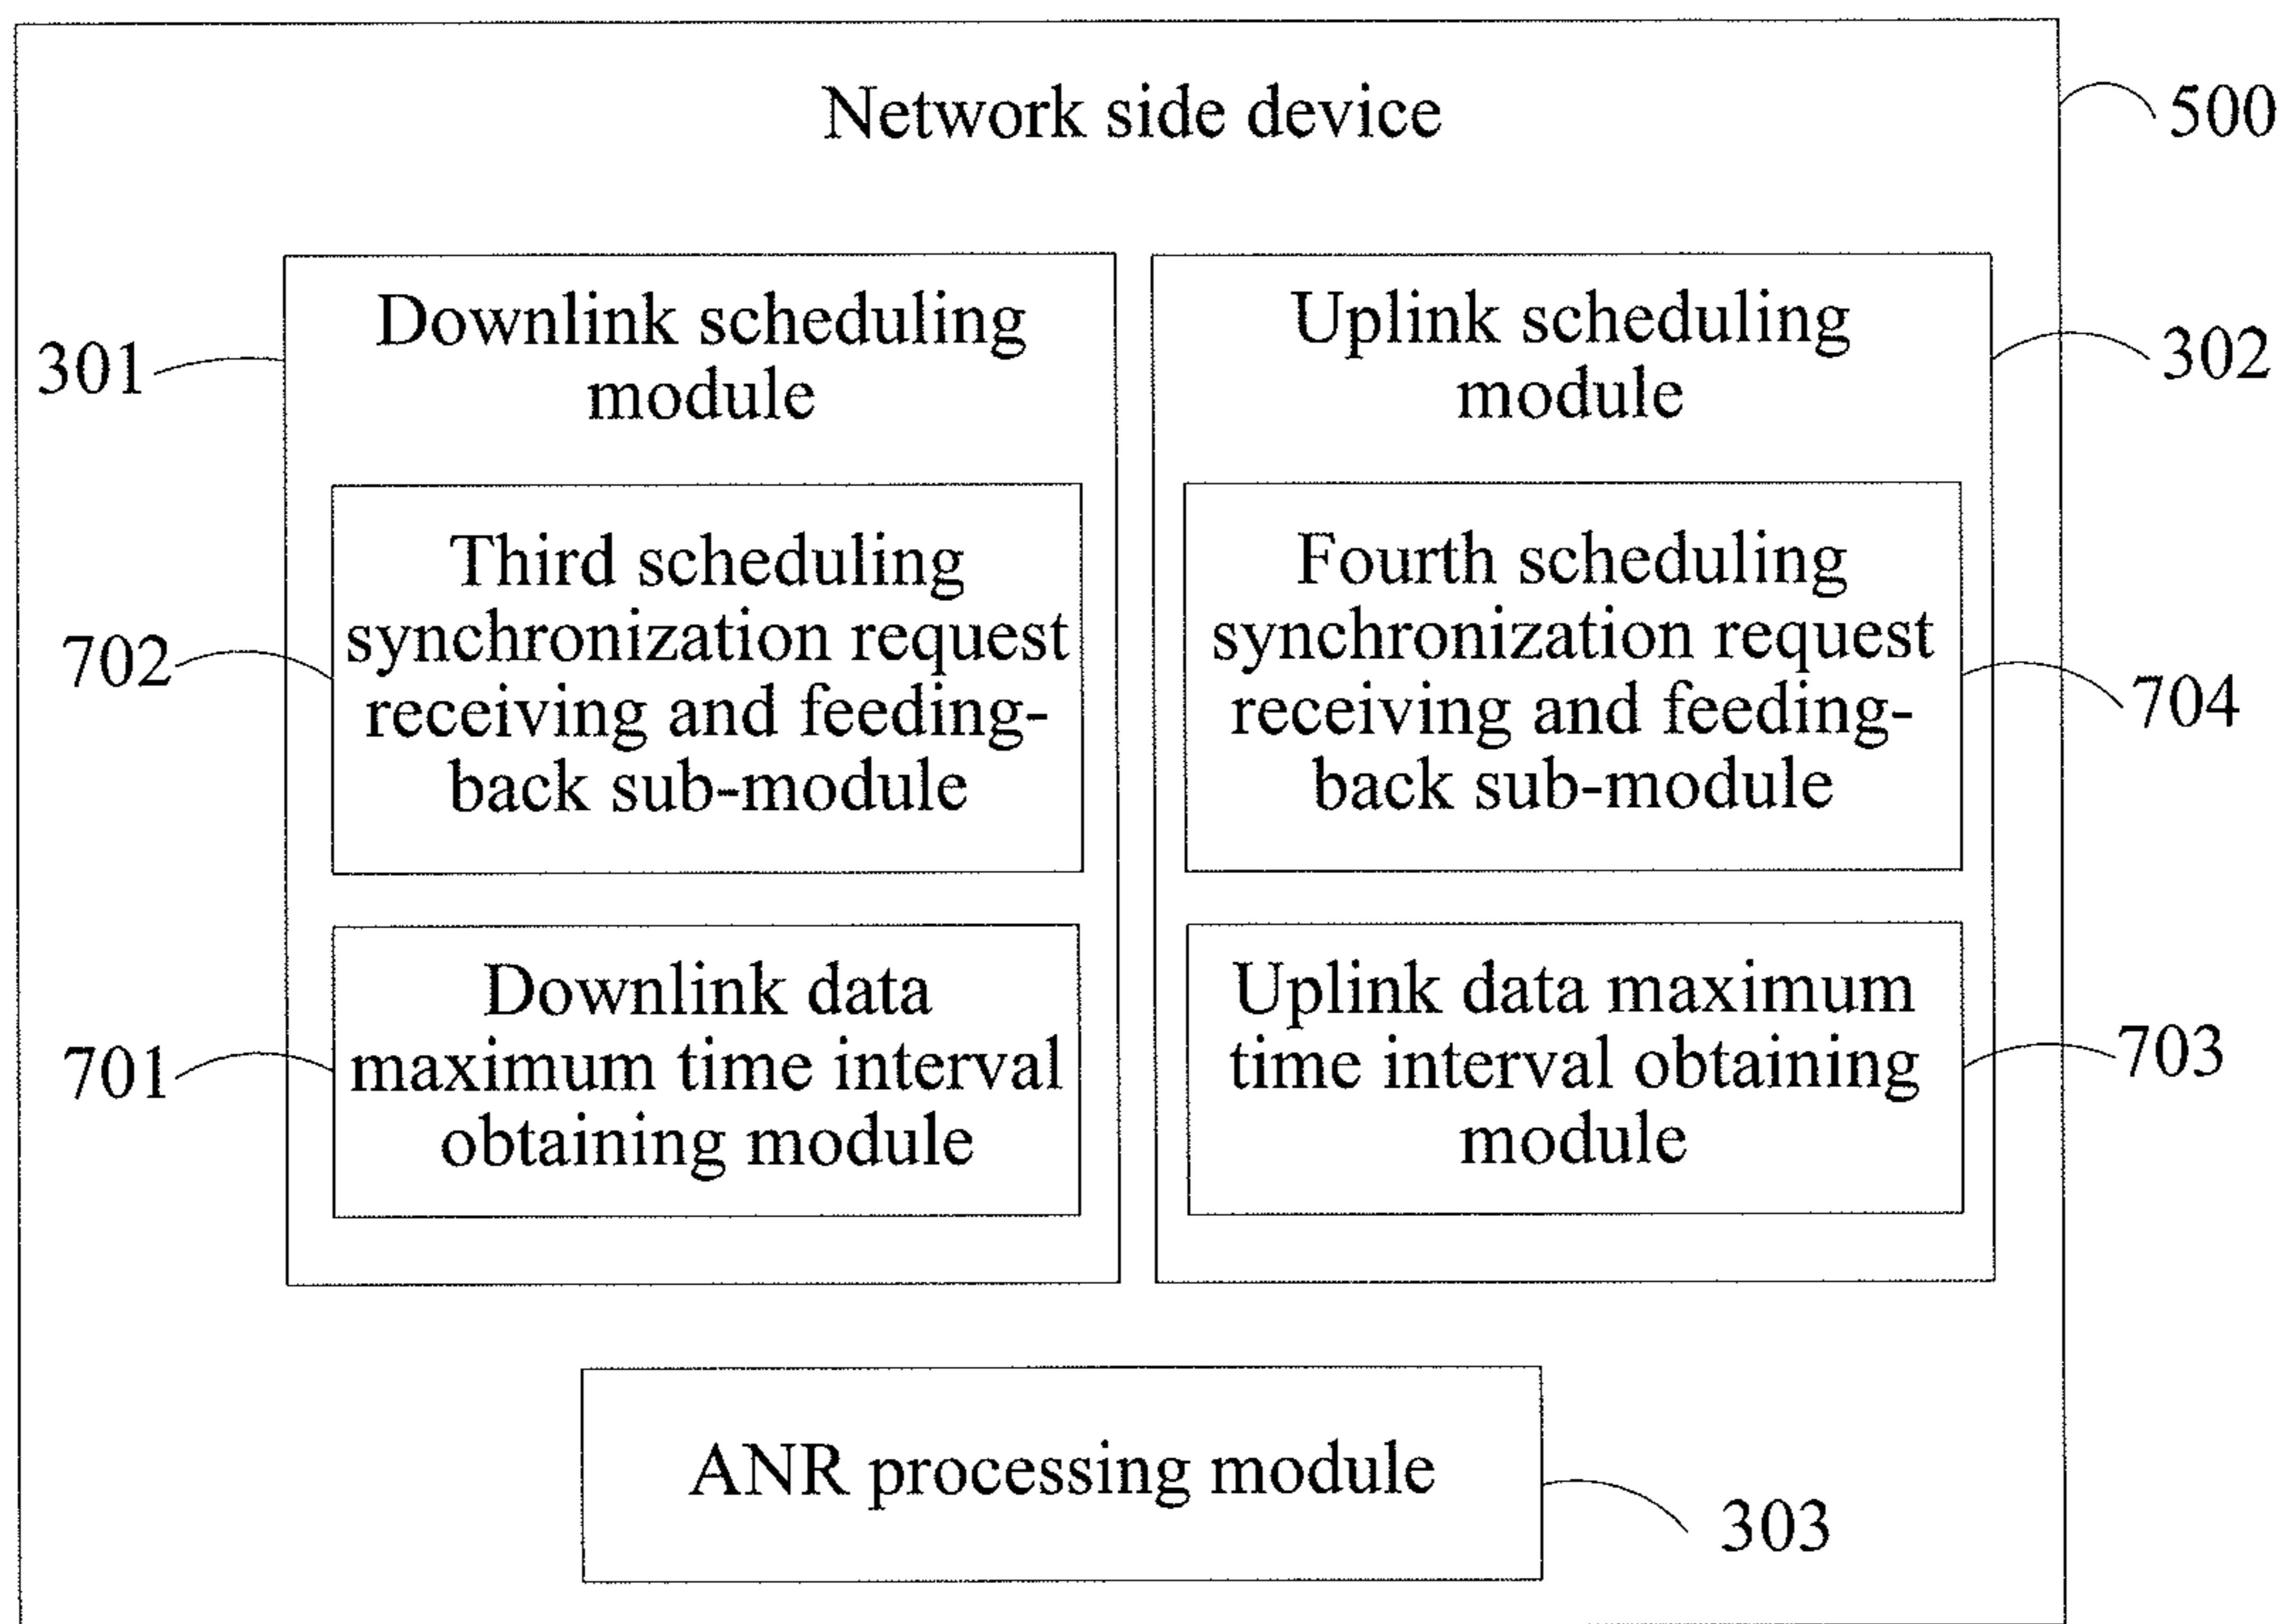 Network side device
500
Downlink scheduling
module
301
Uplink scheduling
module
302
Third scheduling
synchronization request
receiving and feeding-
back sub-module
702
Fourth scheduling
synchronization request
receiving and feeding-
back sub-module
704
Downlink data
maximum time interval
obtaining module
701
Uplink data maximum
time interval obtaining
module
703
ANR processing module
303